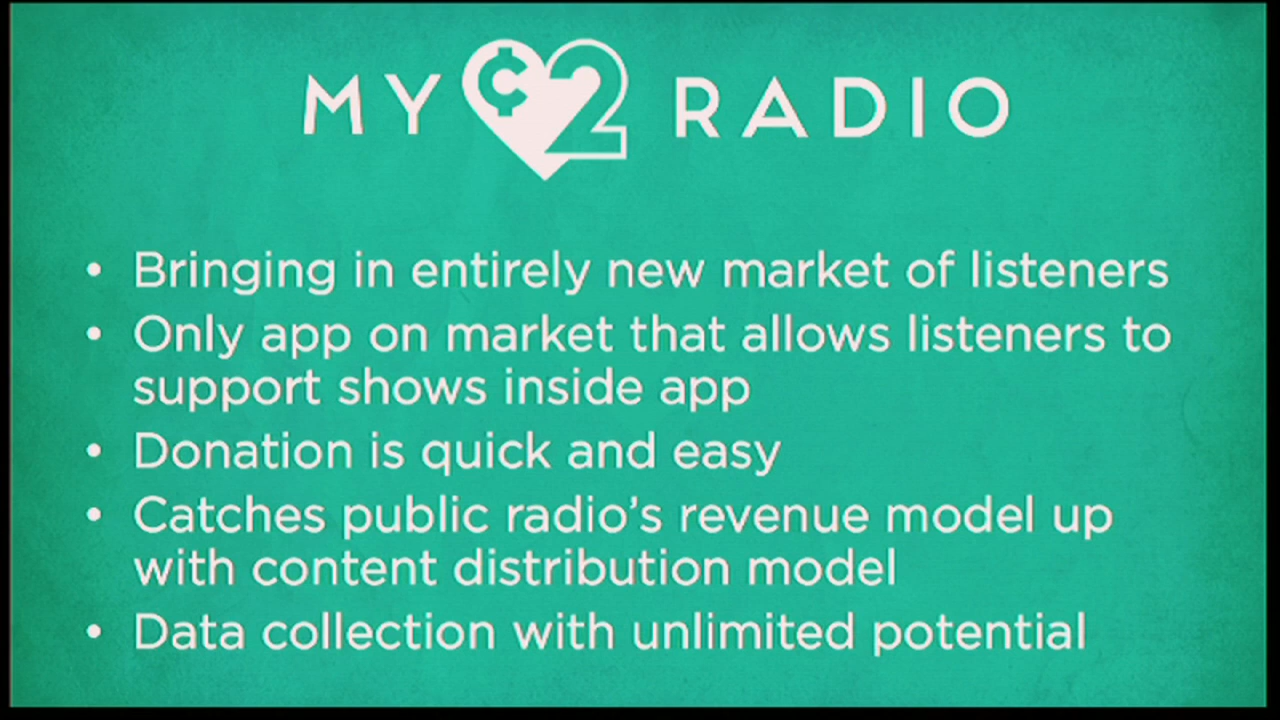 MY ¢2 RADIO
• Bringing in entirely new market of listeners
• Only app on market that allows listeners to
support shows inside app
• Donation is quick and easy
• Catches public radio’s revenue model up
with content distribution model
• Data collection with unlimited potential